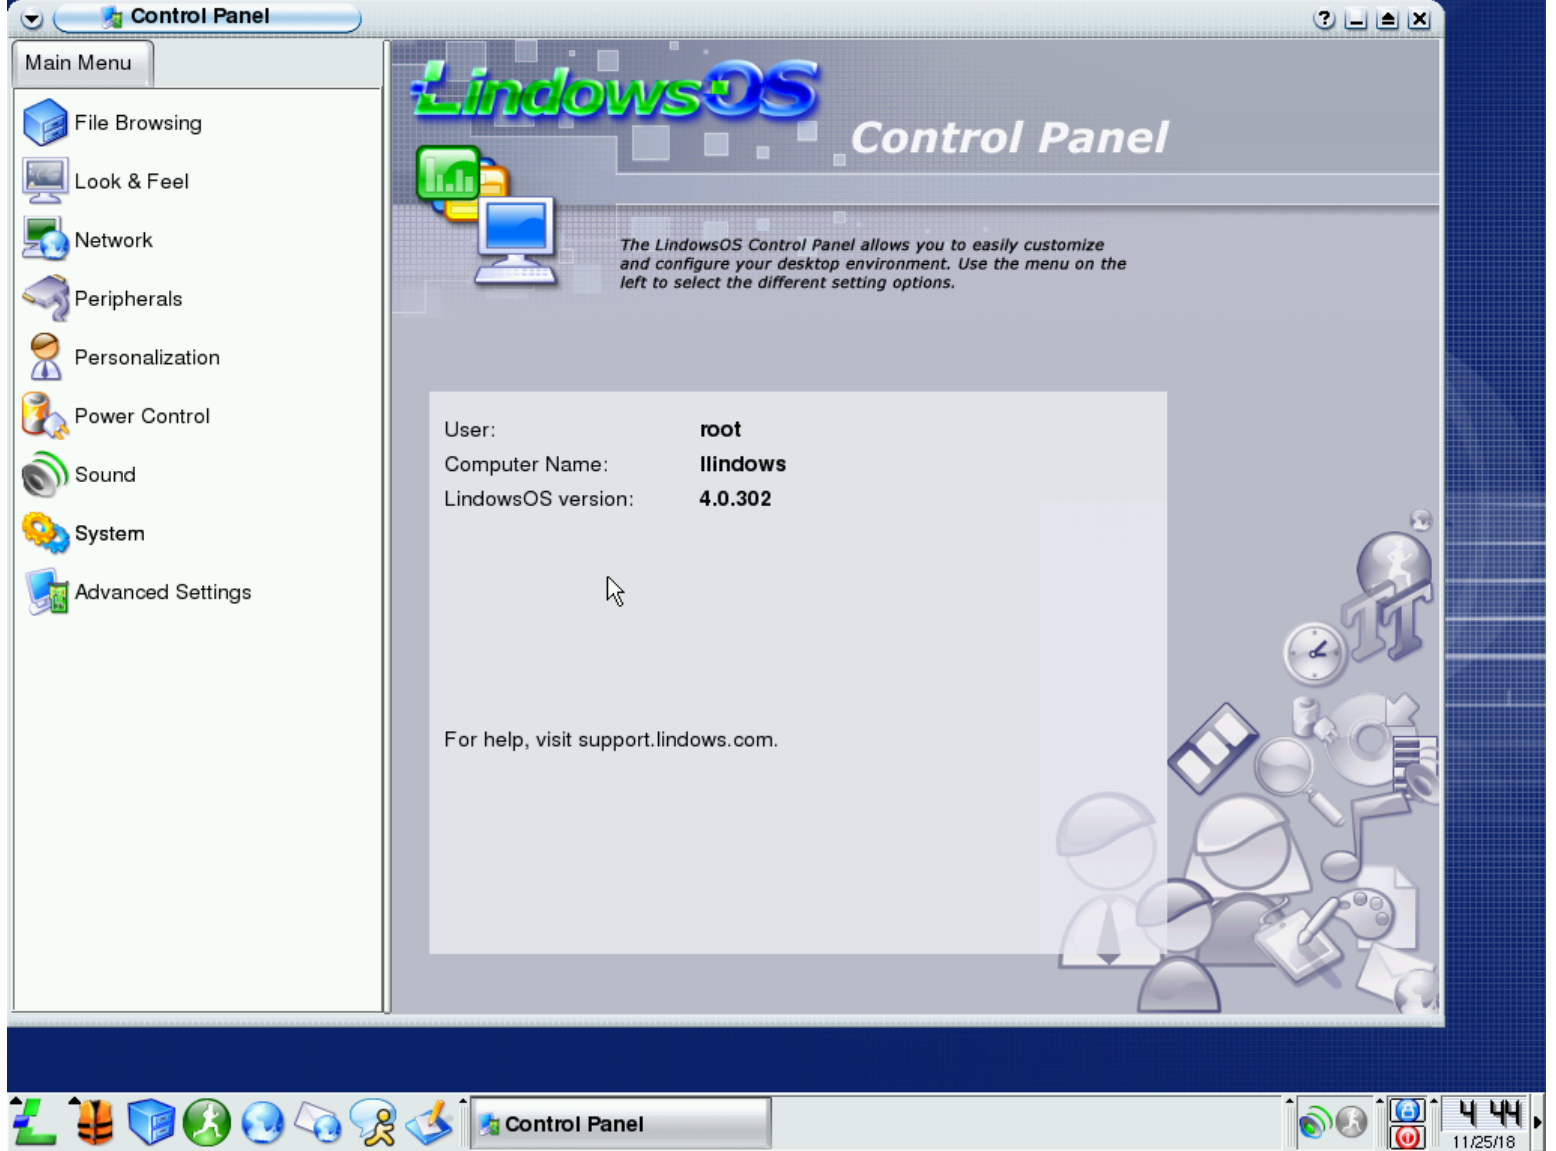 Control Panel
Main Menu
File Browsing
Look & Feel
Network
Peripherals
Personalization
Power Control
Sound
System
Advanced Settings
LindowsOS
Control Panel
The LindowsOS Control Panel allows you to easily customize
and configure your desktop environment. Use the menu on the
left to select the different setting options.
User: root
Computer Name: llindows
LindowsOS version: 4.0.302
For help, visit support.lindows.com.
Control Panel
4 44
11/25/18